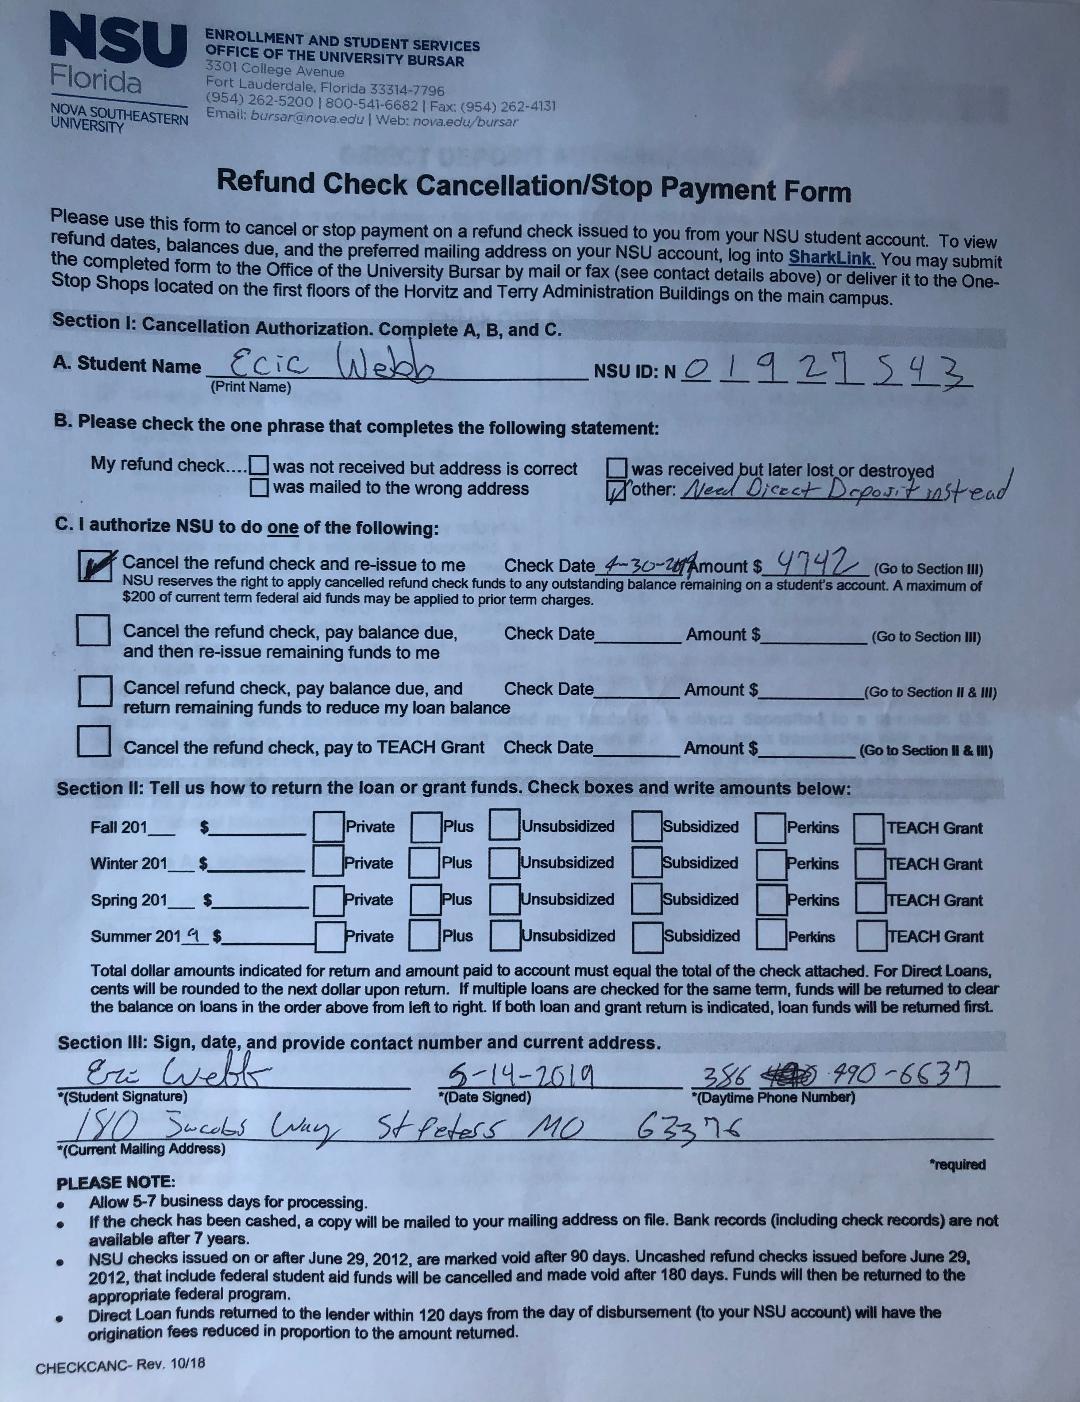 NSU
Florida
NOVA SOUTHEASTERN
UNIVERSITY
ENROLLMENT AND STUDENT SERVICES
OFFICE OF THE UNIVERSITY BURSAR
3301 College Avenue
Fort Lauderdale, Florida 33314-7796
(954) 262-5200 | 800-541-6682 | Fax: (954) 262-4131
Email: bursar@nova.edu | Web: nova.edu/bursar
Refund Check Cancellation/Stop Payment Form
Please use this form to cancel or stop payment on a refund check issued to you from your NSU student account. To view
refund dates, balances due, and the preferred mailing address on your NSU account, log into SharkLink. You may submit
the completed form to the Office of the University Bursar by mail or fax (see contact details above) or deliver it to the One-
Stop Shops located on the first floors of the Horvitz and Terry Administration Buildings on the main campus.
Section I: Cancellation Authorization. Complete A, B, and C.
A. Student Name Eric Webb NSU ID: N 0 1 9 2 7 5 4 3
(Print Name)
B. Please check the one phrase that completes the following statement:
My refund check.... was not received but address is correct was received but later lost or destroyed
was mailed to the wrong address other: Need Direct Deposit instead
C. I authorize NSU to do one of the following:
Cancel the refund check and re-issue to me Check Date 4-30-2019 Amount $ 4742 (Go to Section III)
NSU reserves the right to apply cancelled refund check funds to any outstanding balance remaining on a student's account. A maximum of
$200 of current term federal aid funds may be applied to prior term charges.
Cancel the refund check, pay balance due, Check Date Amount $ (Go to Section III)
and then re-issue remaining funds to me
Cancel refund check, pay balance due, and Check Date Amount $ (Go to Section II & III)
return remaining funds to reduce my loan balance
Cancel the refund check, pay to TEACH Grant Check Date Amount $ (Go to Section II & III)
Section II: Tell us how to return the loan or grant funds. Check boxes and write amounts below:
Fall 201 $ Private Plus Unsubsidized Subsidized Perkins TEACH Grant
Winter 201 $ Private Plus Unsubsidized Subsidized Perkins TEACH Grant
Spring 201 $ Private Plus Unsubsidized Subsidized Perkins TEACH Grant
Summer 2019 $ Private Plus Unsubsidized Subsidized Perkins TEACH Grant
Total dollar amounts indicated for return and amount paid to account must equal the total of the check attached. For Direct Loans,
cents will be rounded to the next dollar upon return. If multiple loans are checked for the same term, funds will be returned to clear
the balance on loans in the order above from left to right. If both loan and grant return is indicated, loan funds will be returned first.
Section III: Sign, date, and provide contact number and current address.
Eric Webb 5-14-2019 386 490-6637
*(Student Signature) *(Date Signed) *(Daytime Phone Number)
180 Jacobs Way St Peters MO 63376
*(Current Mailing Address)
*required
PLEASE NOTE:
• Allow 5-7 business days for processing.
• If the check has been cashed, a copy will be mailed to your mailing address on file. Bank records (including check records) are not
available after 7 years.
• NSU checks issued on or after June 29, 2012, are marked void after 90 days. Uncashed refund checks issued before June 29,
2012, that include federal student aid funds will be cancelled and made void after 180 days. Funds will then be returned to the
appropriate federal program.
• Direct Loan funds returned to the lender within 120 days from the day of disbursement (to your NSU account) will have the
origination fees reduced in proportion to the amount returned.
CHECKCANC- Rev. 10/18